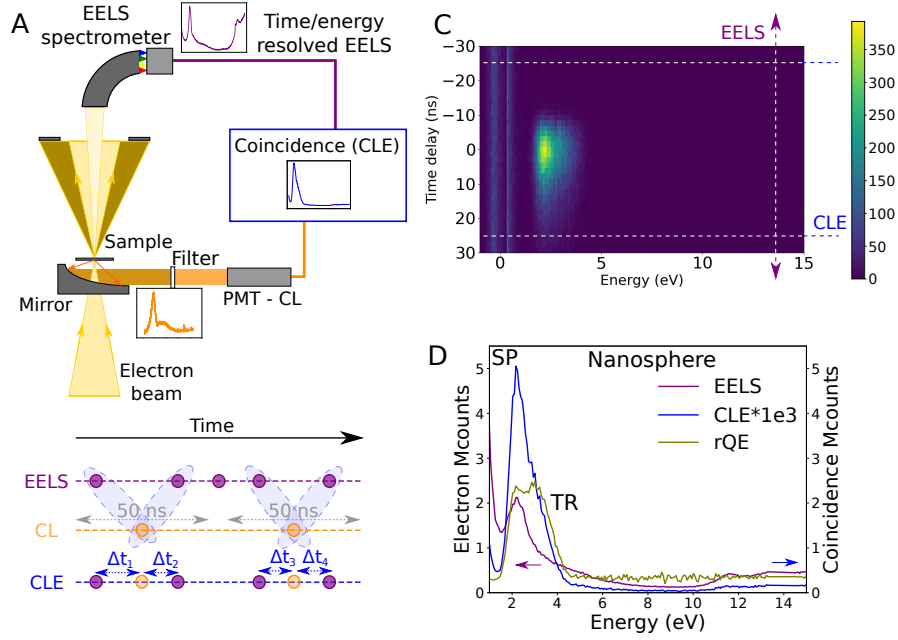 A
EELS
spectrometer
Time/energy
resolved EELS
Coincidence (CLE)
Sample
Filter
Mirror
PMT - CL
Electron
beam
Time
EELS
50 ns
50 ns
CL
Δt1
Δt2
Δt3
Δt4
CLE
C
EELS
−30
−20
−10
0
10
20
30
Time delay (ns)
CLE
0
5
10
15
Energy (eV)
350
300
250
200
150
100
50
0
D
SP
Nanosphere
EELS
CLE*1e3
rQE
TR
5
4
3
2
1
0
Electron Mcounts
5
4
3
2
1
0
Coincidence Mcounts
2
4
6
8
10
12
14
Energy (eV)